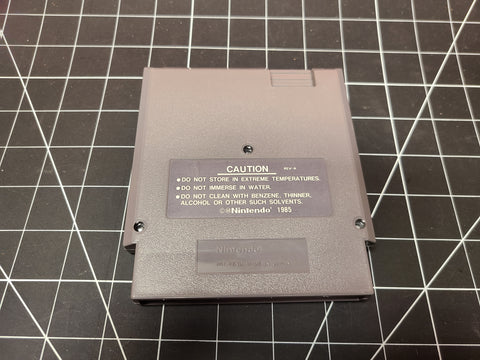 CAUTION REV-A
• DO NOT STORE IN EXTREME TEMPERATURES.
• DO NOT IMMERSE IN WATER.
• DO NOT CLEAN WITH BENZENE, THINNER,
ALCOHOL OR OTHER SUCH SOLVENTS.
©®Nintendo® 1985
Nintendo